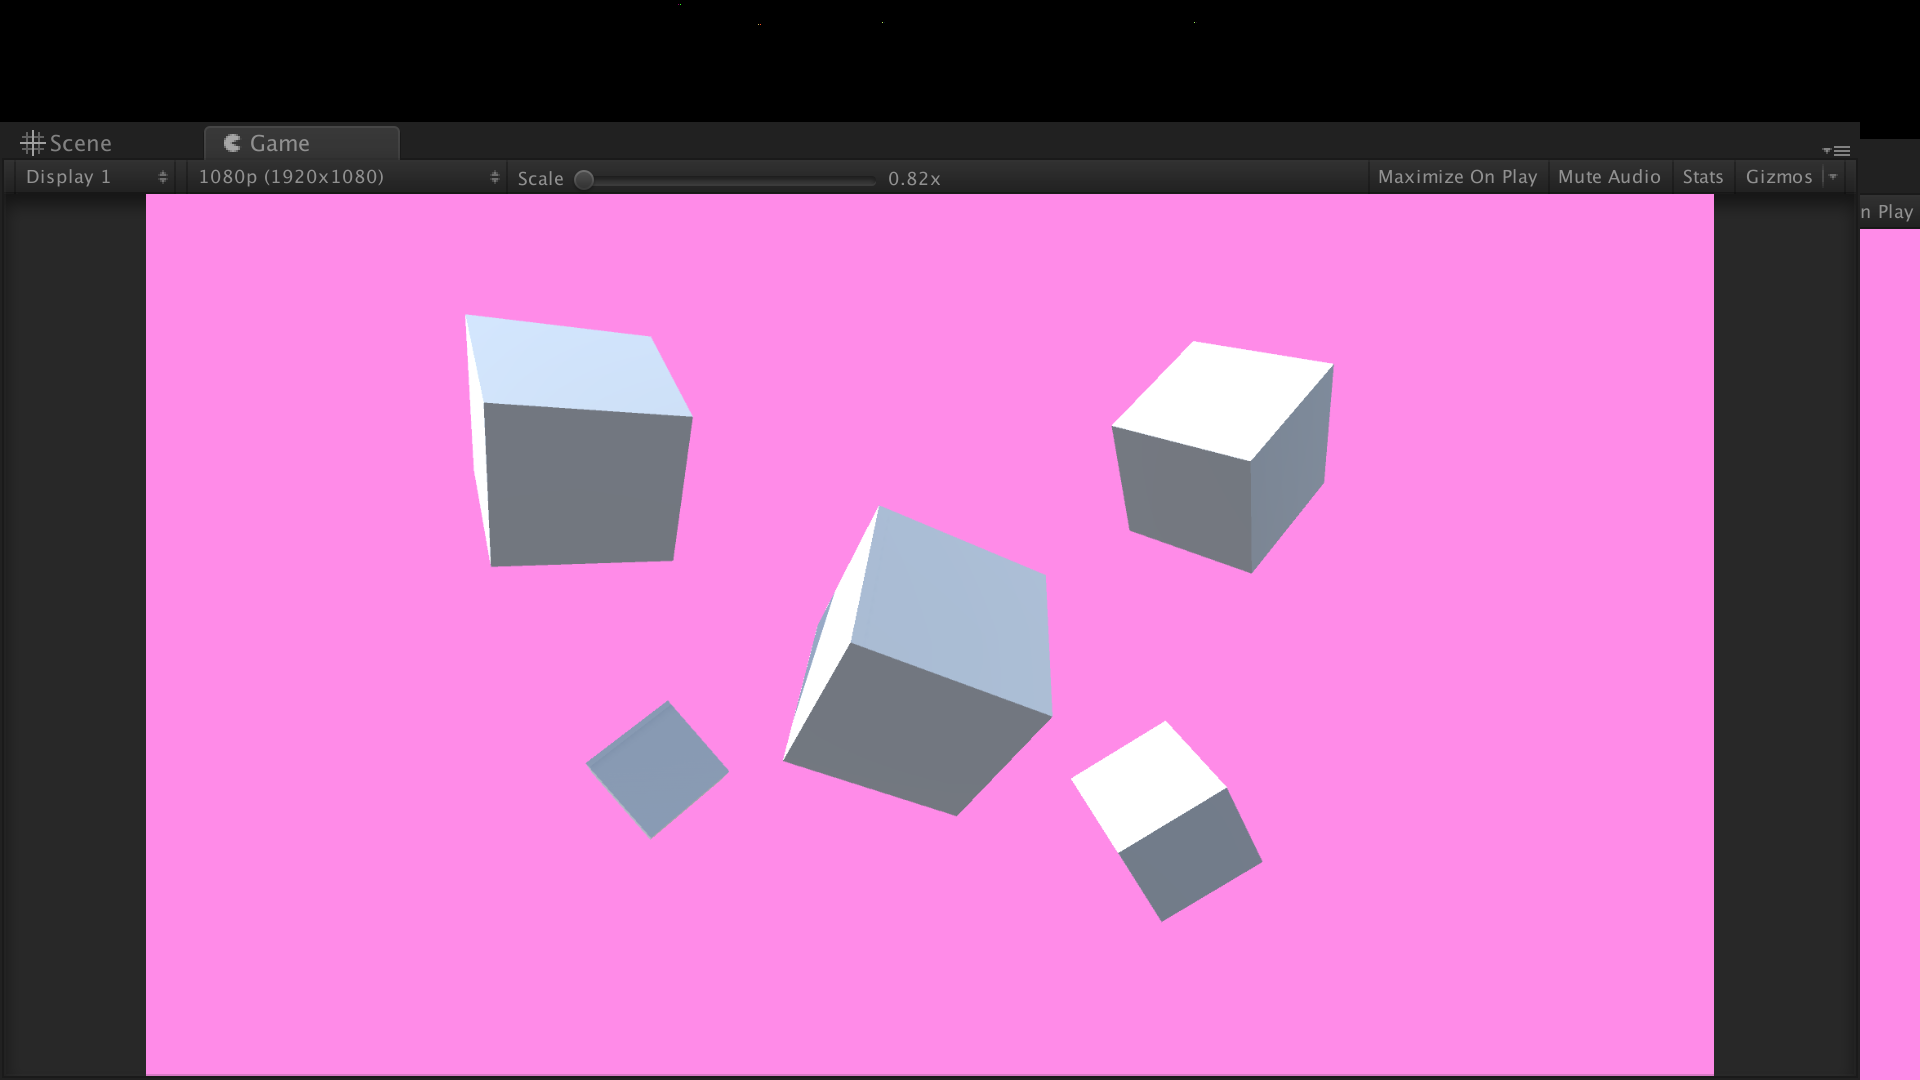 Scene Game
Display 1 1080p (1920x1080) Scale 0.82x Maximize On Play Mute Audio Stats Gizmos
n Play